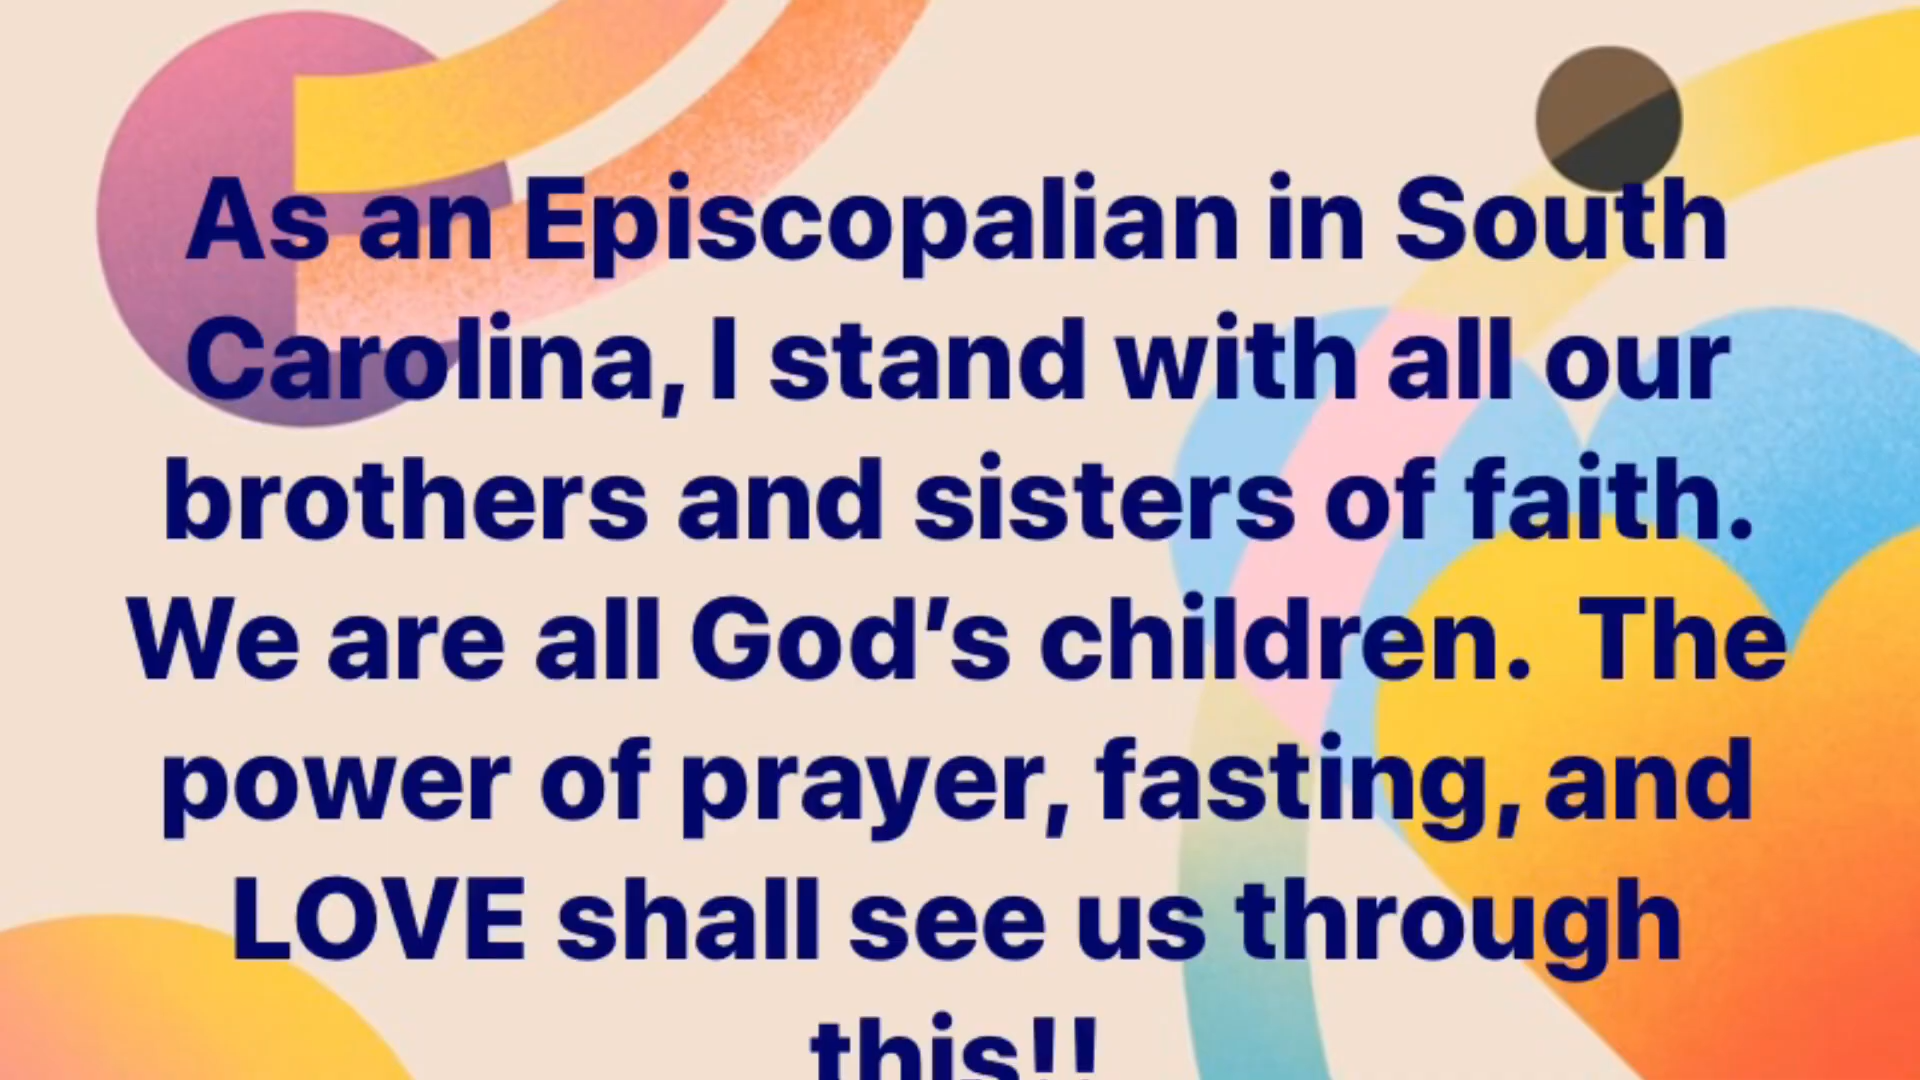 As an Episcopalian in South
Carolina, I stand with all our
brothers and sisters of faith.
We are all God’s children.  The
power of prayer, fasting, and
LOVE shall see us through
this!!